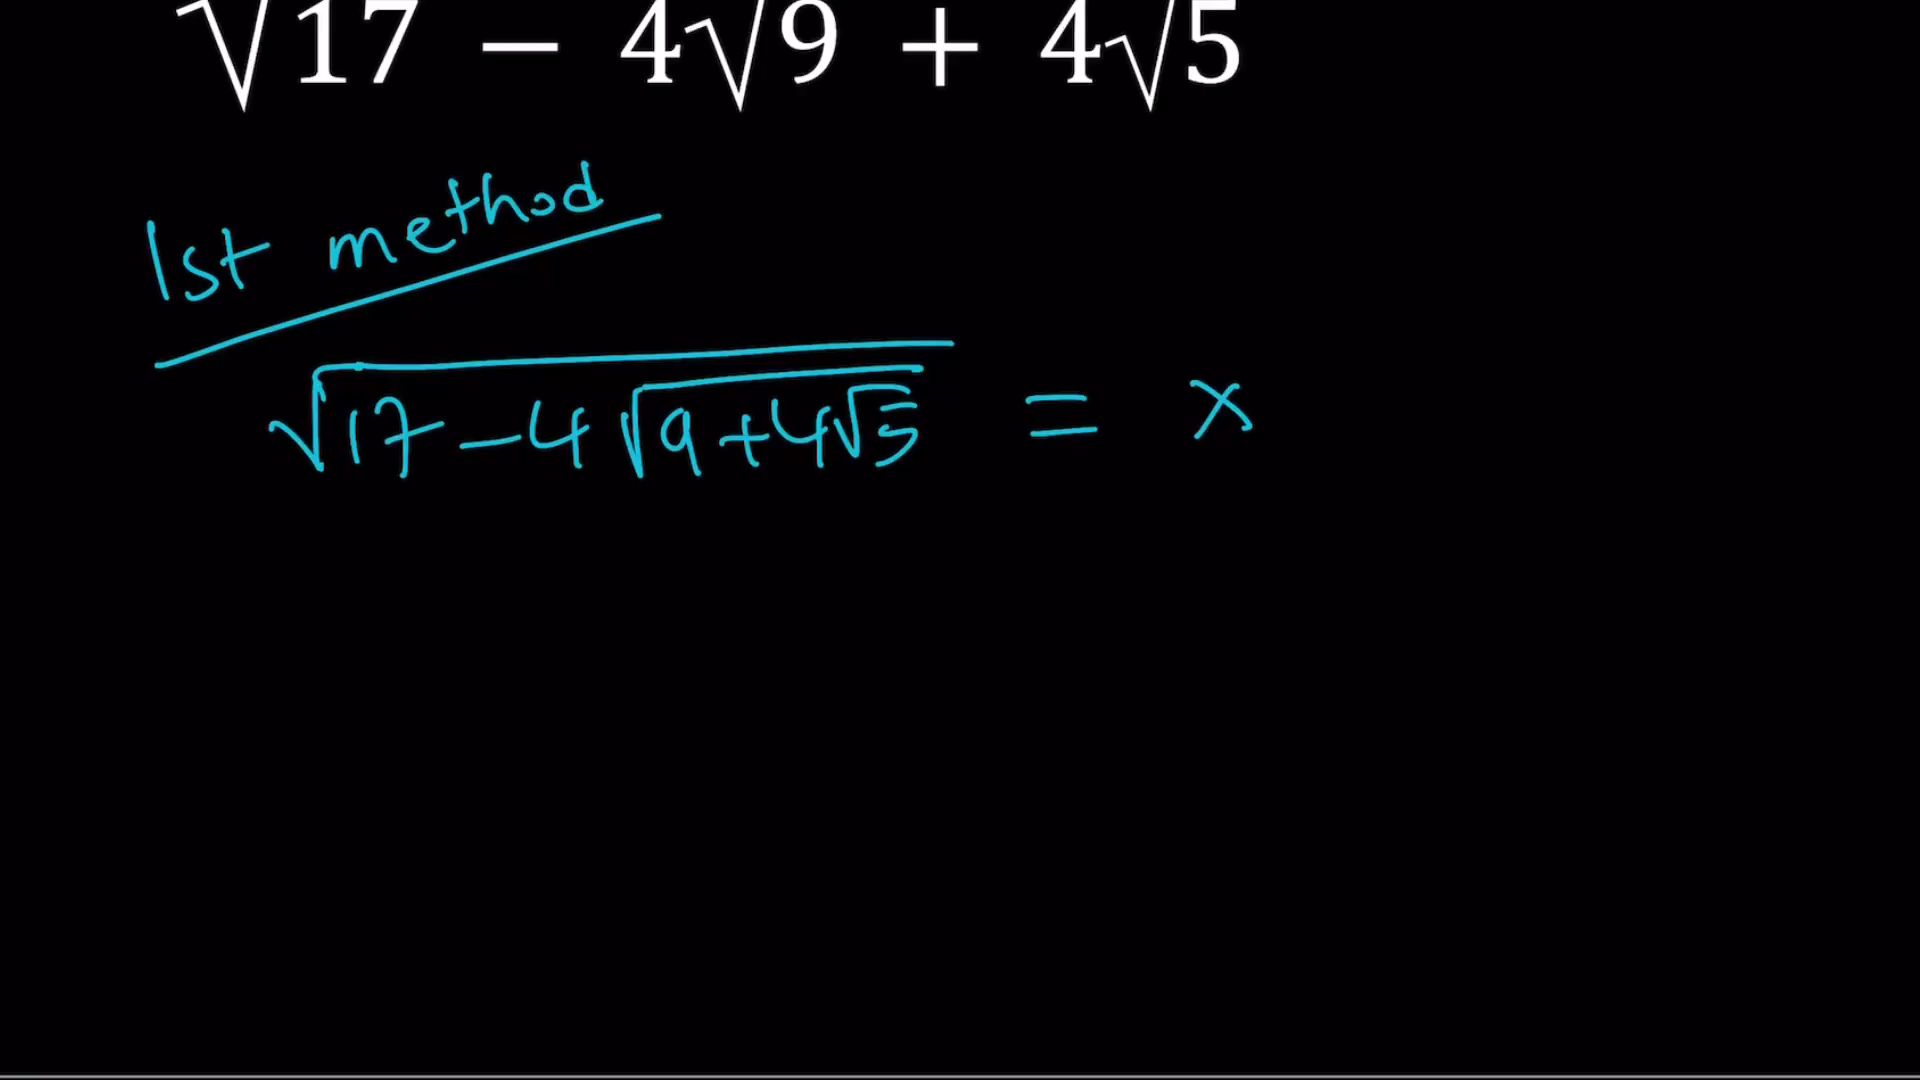 √17 − 4√9 + 4√5
1st method
√17 − 4√9+4√5 = x